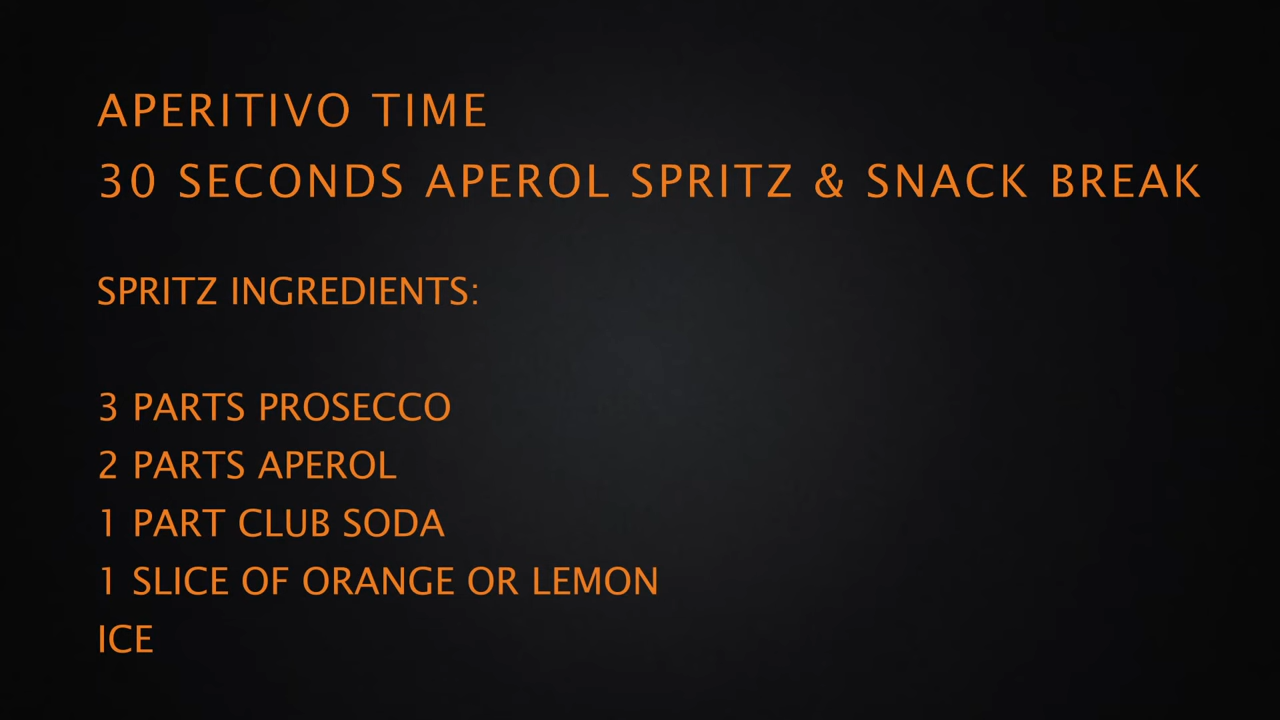 APERITIVO TIME
30 SECONDS APEROL SPRITZ & SNACK BREAK
SPRITZ INGREDIENTS:
3 PARTS PROSECCO
2 PARTS APEROL
1 PART CLUB SODA
1 SLICE OF ORANGE OR LEMON
ICE